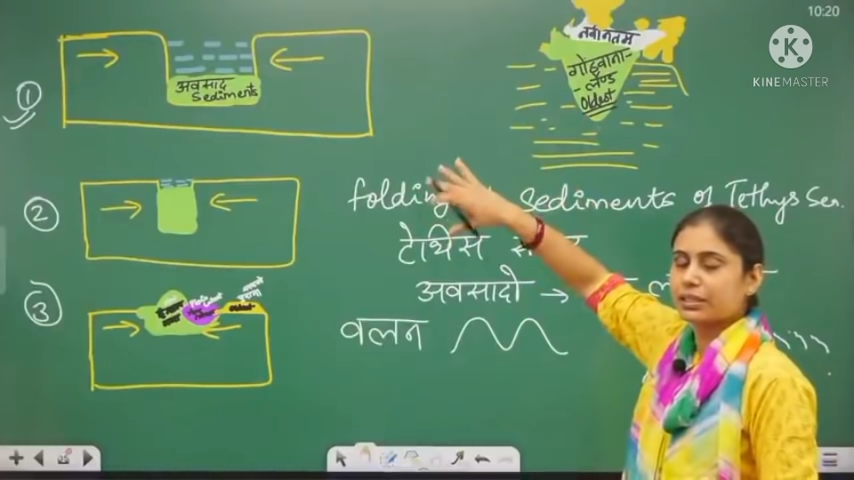 10:20
KINEMASTER
नवीनतम
गोंडवाना-
-लैण्ड
Oldest
①
अवसाद
Sediments
②
folding of sediments of Tethys Sea.
टेथिस
अवसादो →
③
वलन